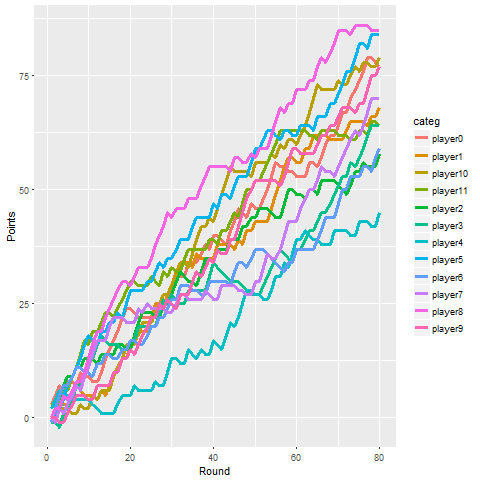 75
50
25
0
Points
0
20
40
60
80
Round
categ
player0
player1
player10
player11
player2
player3
player4
player5
player6
player7
player8
player9